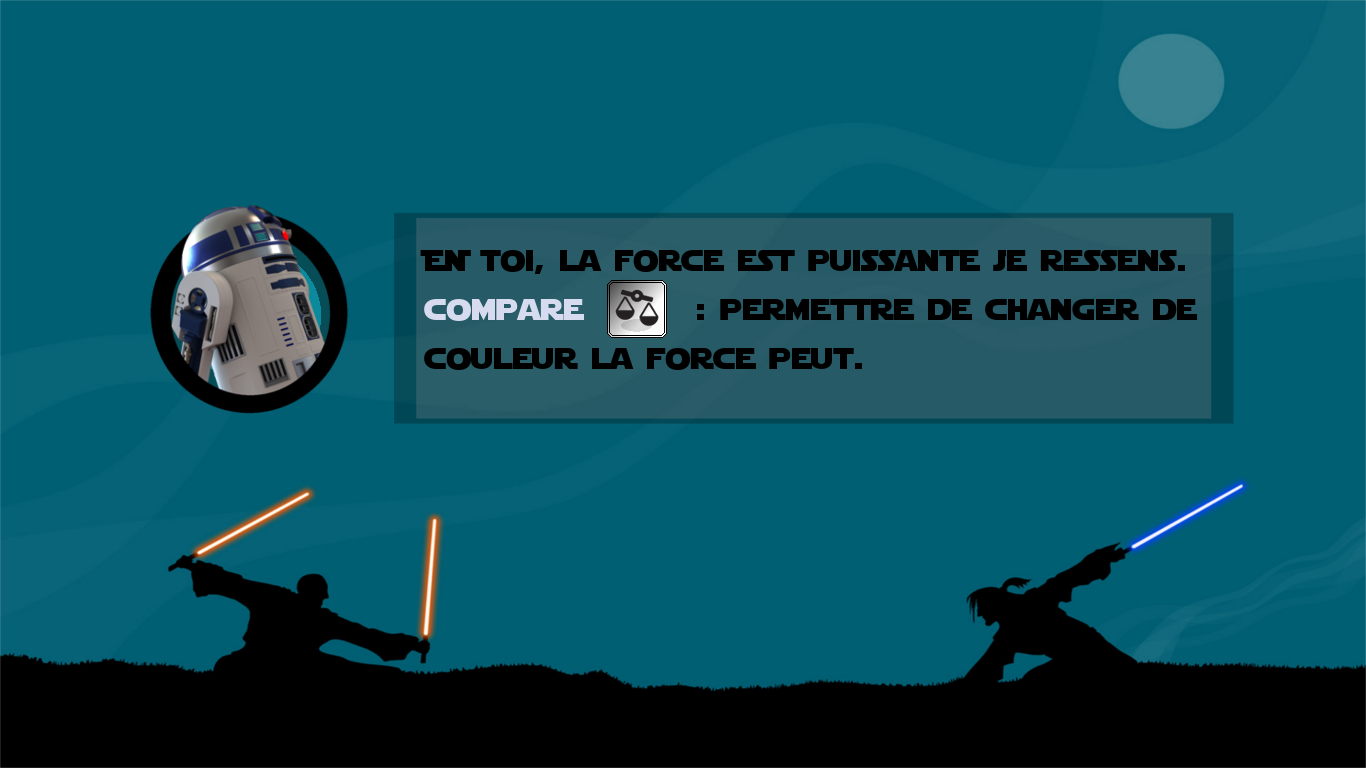 EN TOI, LA FORCE EST PUISSANTE JE RESSENS.
COMPARE : PERMETTRE DE CHANGER DE
COULEUR LA FORCE PEUT.